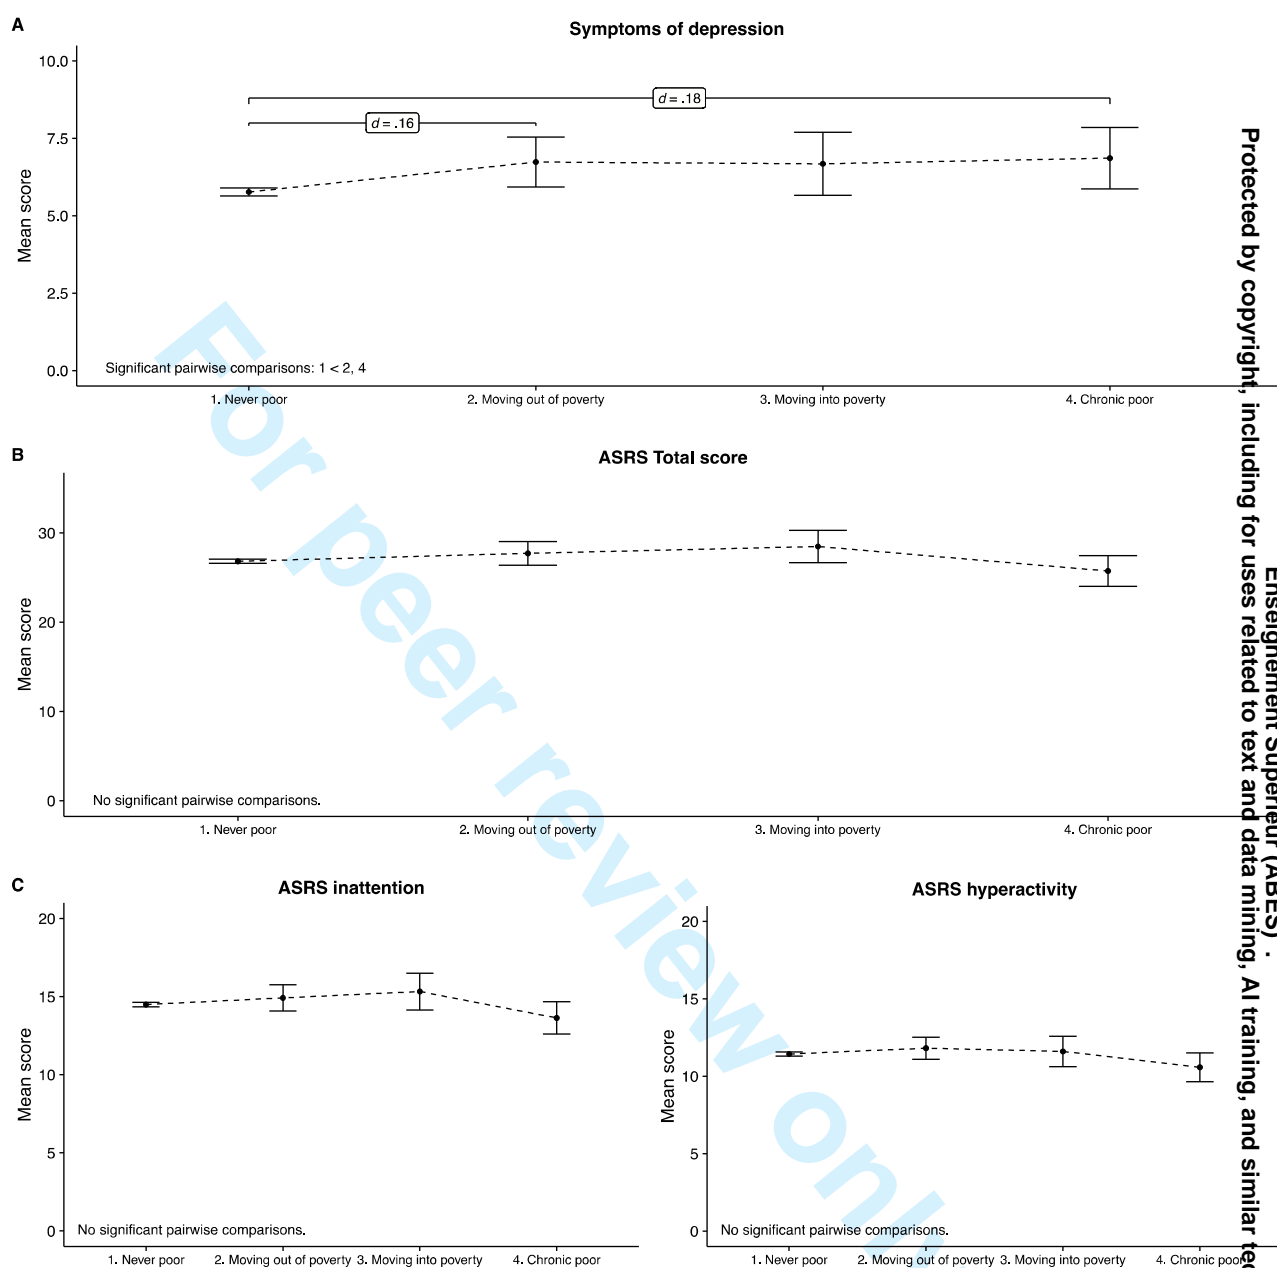 A
Symptoms of depression
10.0
7.5
5.0
2.5
0.0
Mean score
d = .18
d = .16
Significant pairwise comparisons: 1 < 2, 4
1. Never poor
2. Moving out of poverty
3. Moving into poverty
4. Chronic poor
B
ASRS Total score
30
20
10
0
Mean score
No significant pairwise comparisons.
1. Never poor
2. Moving out of poverty
3. Moving into poverty
4. Chronic poor
C
ASRS inattention
20
15
10
5
0
Mean score
No significant pairwise comparisons.
1. Never poor
2. Moving out of poverty
3. Moving into poverty
4. Chronic poor
ASRS hyperactivity
20
15
10
5
0
Mean score
No significant pairwise comparisons.
1. Never poor
2. Moving out of poverty
3. Moving into poverty
4. Chronic poor
For peer review onl
Enseignement Superieur (ABES) .
Protected by copyright, including for uses related to text and data mining, AI training, and similar